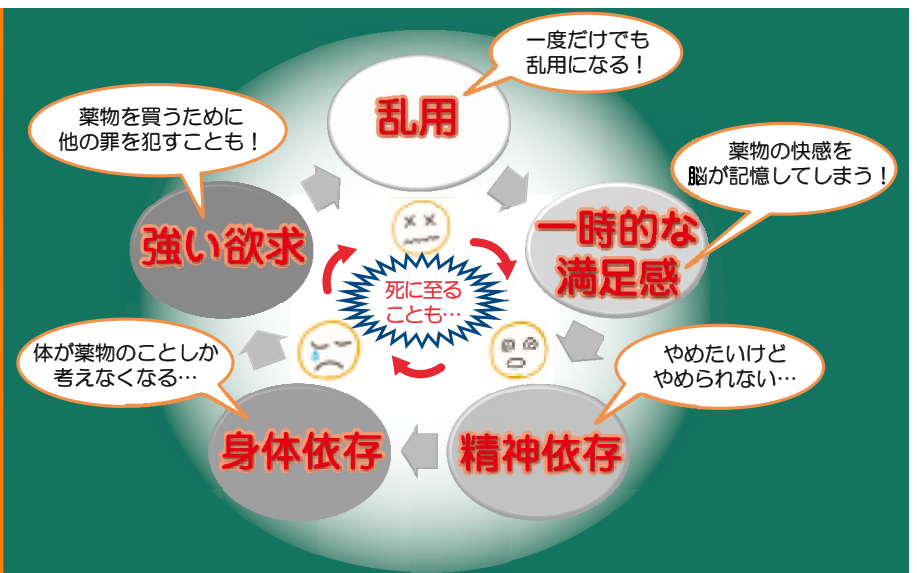 一度だけでも
乱用になる！
乱用
薬物の快感を
脳が記憶してしまう！
一時的な
満足感
やめたいけど
やめられない…
精神依存
体が薬物のことしか
考えなくなる…
身体依存
薬物を買うために
他の罪を犯すことも！
強い欲求
死に至る
ことも…